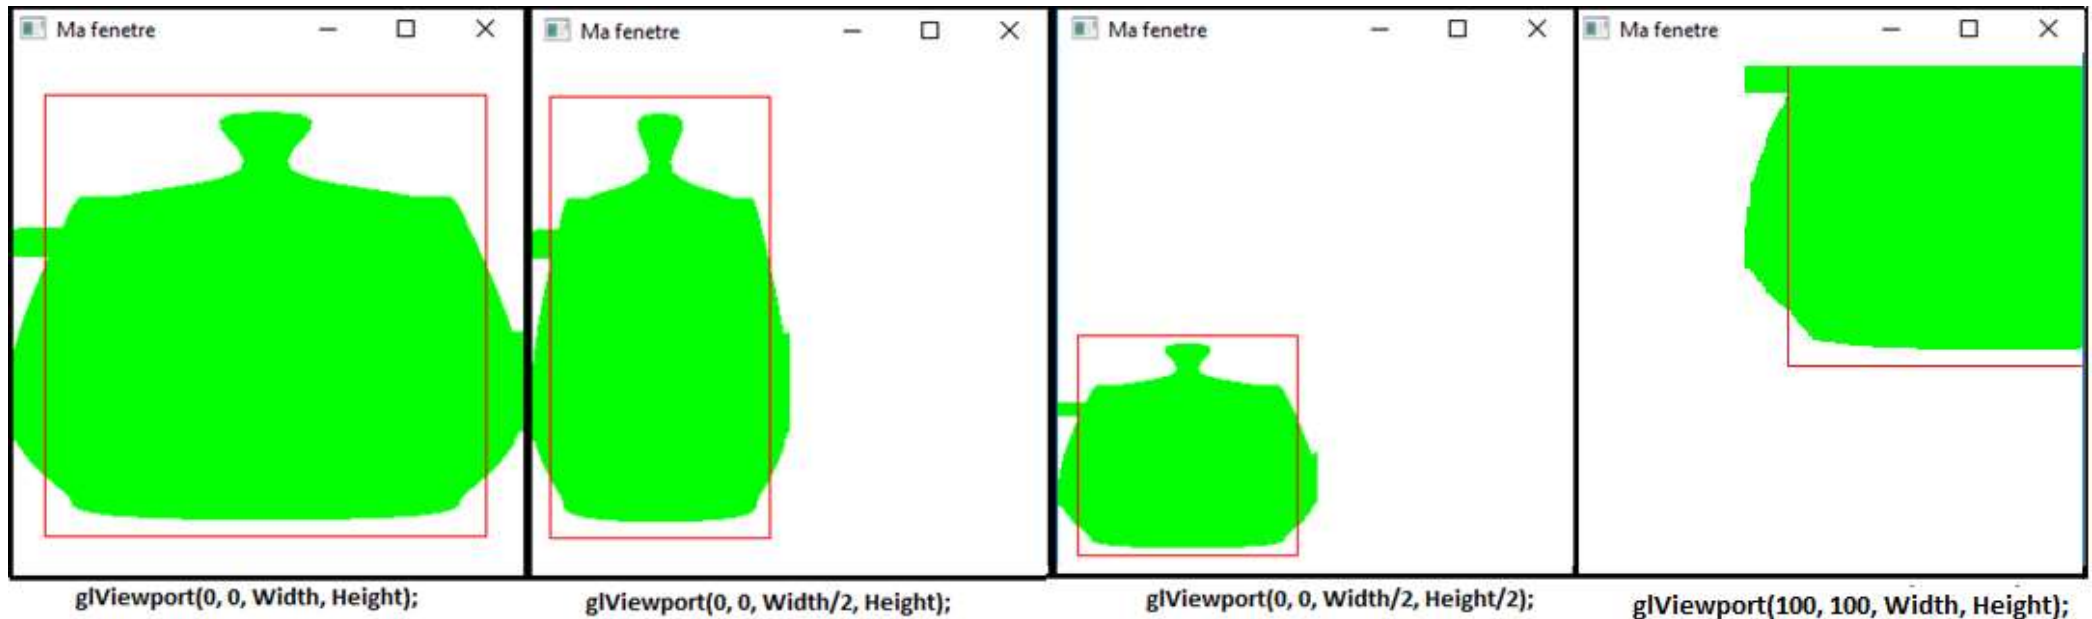 Ma fenetre
Ma fenetre
Ma fenetre
Ma fenetre
glViewport(0, 0, Width, Height);
glViewport(0, 0, Width/2, Height);
glViewport(0, 0, Width/2, Height/2);
glViewport(100, 100, Width, Height);